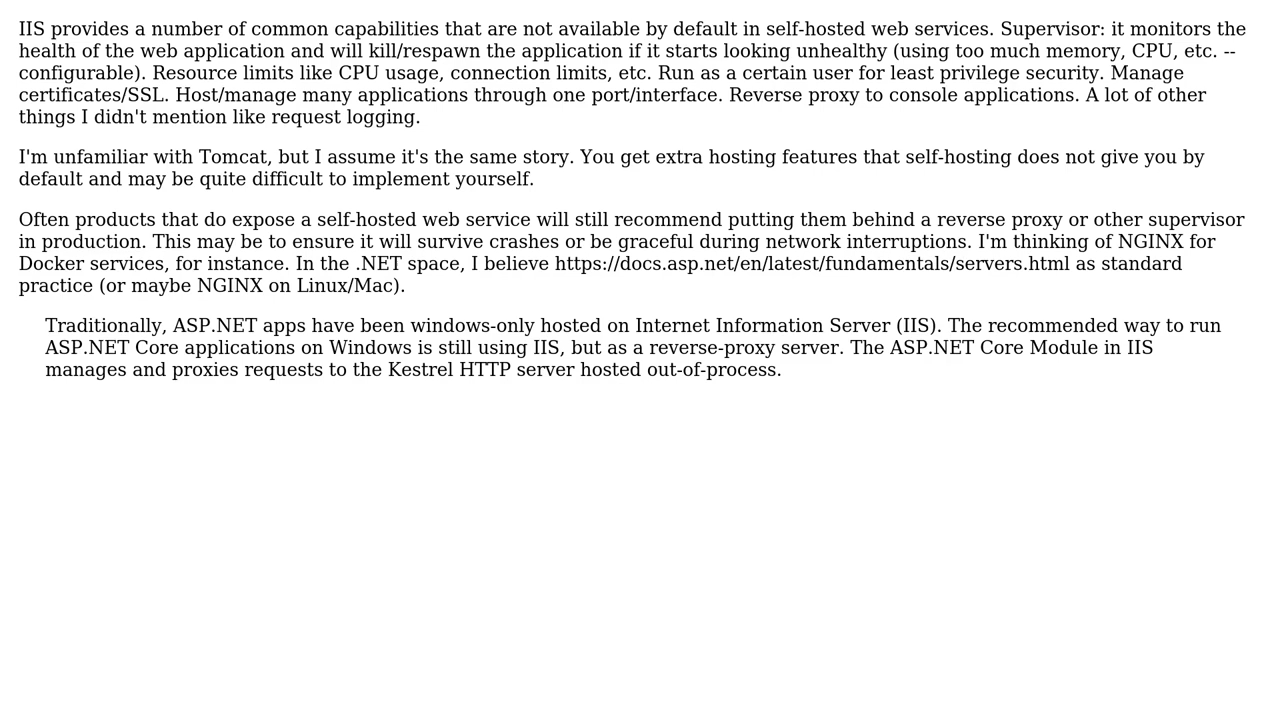 IIS provides a number of common capabilities that are not available by default in self-hosted web services. Supervisor: it monitors the
health of the web application and will kill/respawn the application if it starts looking unhealthy (using too much memory, CPU, etc. --
configurable). Resource limits like CPU usage, connection limits, etc. Run as a certain user for least privilege security. Manage
certificates/SSL. Host/manage many applications through one port/interface. Reverse proxy to console applications. A lot of other
things I didn't mention like request logging.
I'm unfamiliar with Tomcat, but I assume it's the same story. You get extra hosting features that self-hosting does not give you by
default and may be quite difficult to implement yourself.
Often products that do expose a self-hosted web service will still recommend putting them behind a reverse proxy or other supervisor
in production. This may be to ensure it will survive crashes or be graceful during network interruptions. I'm thinking of NGINX for
Docker services, for instance. In the .NET space, I believe https://docs.asp.net/en/latest/fundamentals/servers.html as standard
practice (or maybe NGINX on Linux/Mac).
Traditionally, ASP.NET apps have been windows-only hosted on Internet Information Server (IIS). The recommended way to run
ASP.NET Core applications on Windows is still using IIS, but as a reverse-proxy server. The ASP.NET Core Module in IIS
manages and proxies requests to the Kestrel HTTP server hosted out-of-process.